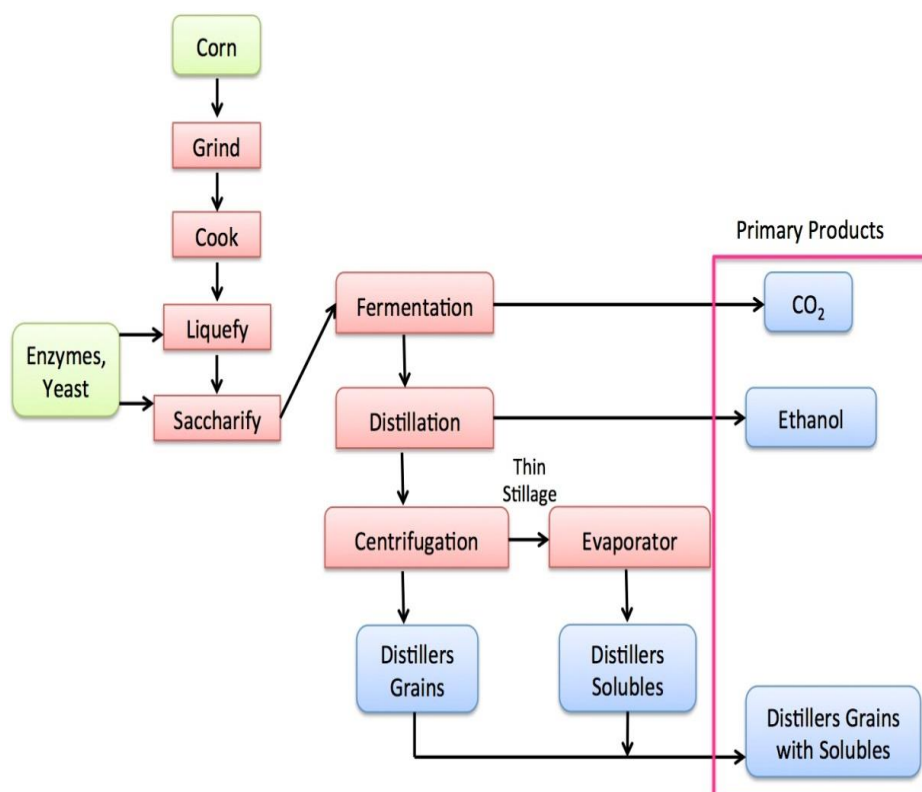 Corn
Grind
Cook
Liquefy
Enzymes,
Yeast
Saccharify
Fermentation
Distillation
Thin
Stillage
Centrifugation
Evaporator
Distillers
Grains
Distillers
Solubles
Primary Products
CO₂
Ethanol
Distillers Grains
with Solubles